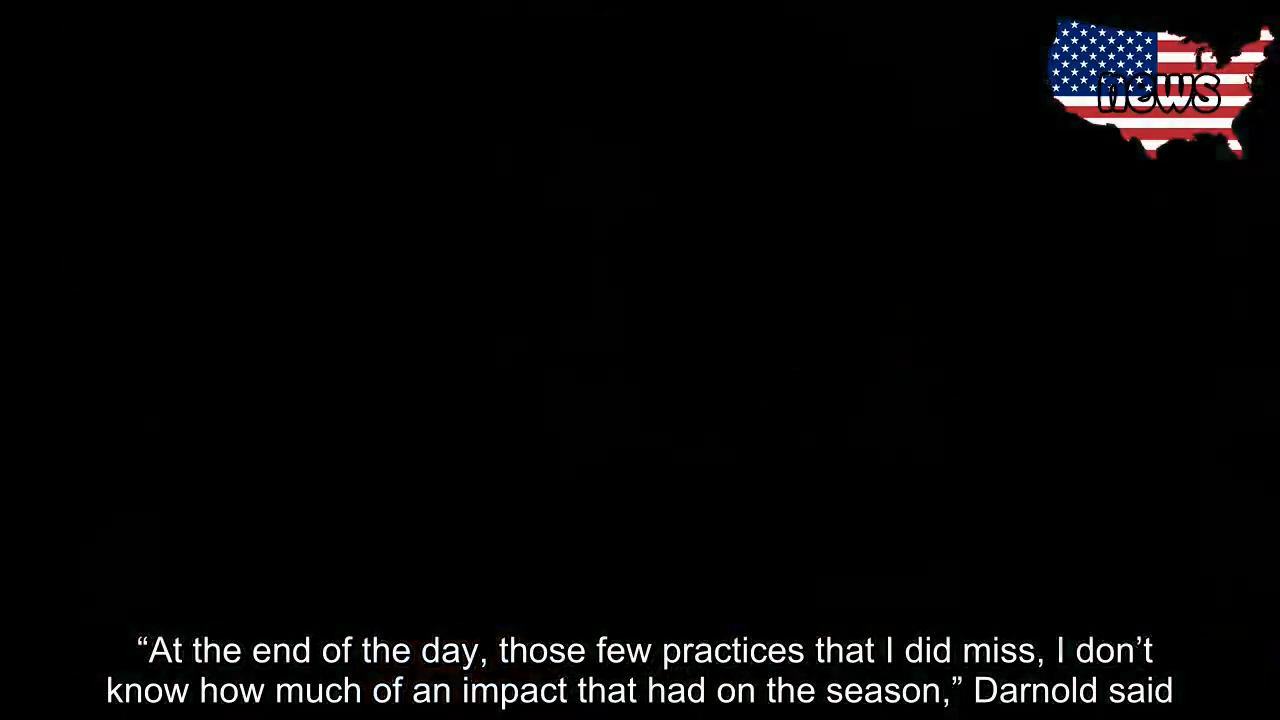 news
“At the end of the day, those few practices that I did miss, I don’t
know how much of an impact that had on the season,” Darnold said